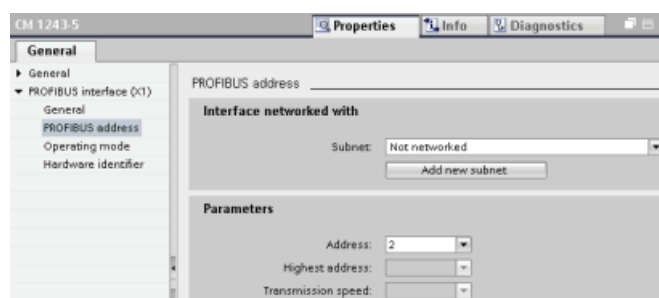 CM 1243-5
Properties Info Diagnostics
General
General
PROFIBUS interface (X1)
General
PROFIBUS address
Operating mode
Hardware identifier
PROFIBUS address
Interface networked with
Subnet: Not networked
Add new subnet
Parameters
Address: 2
Highest address:
Transmission speed: